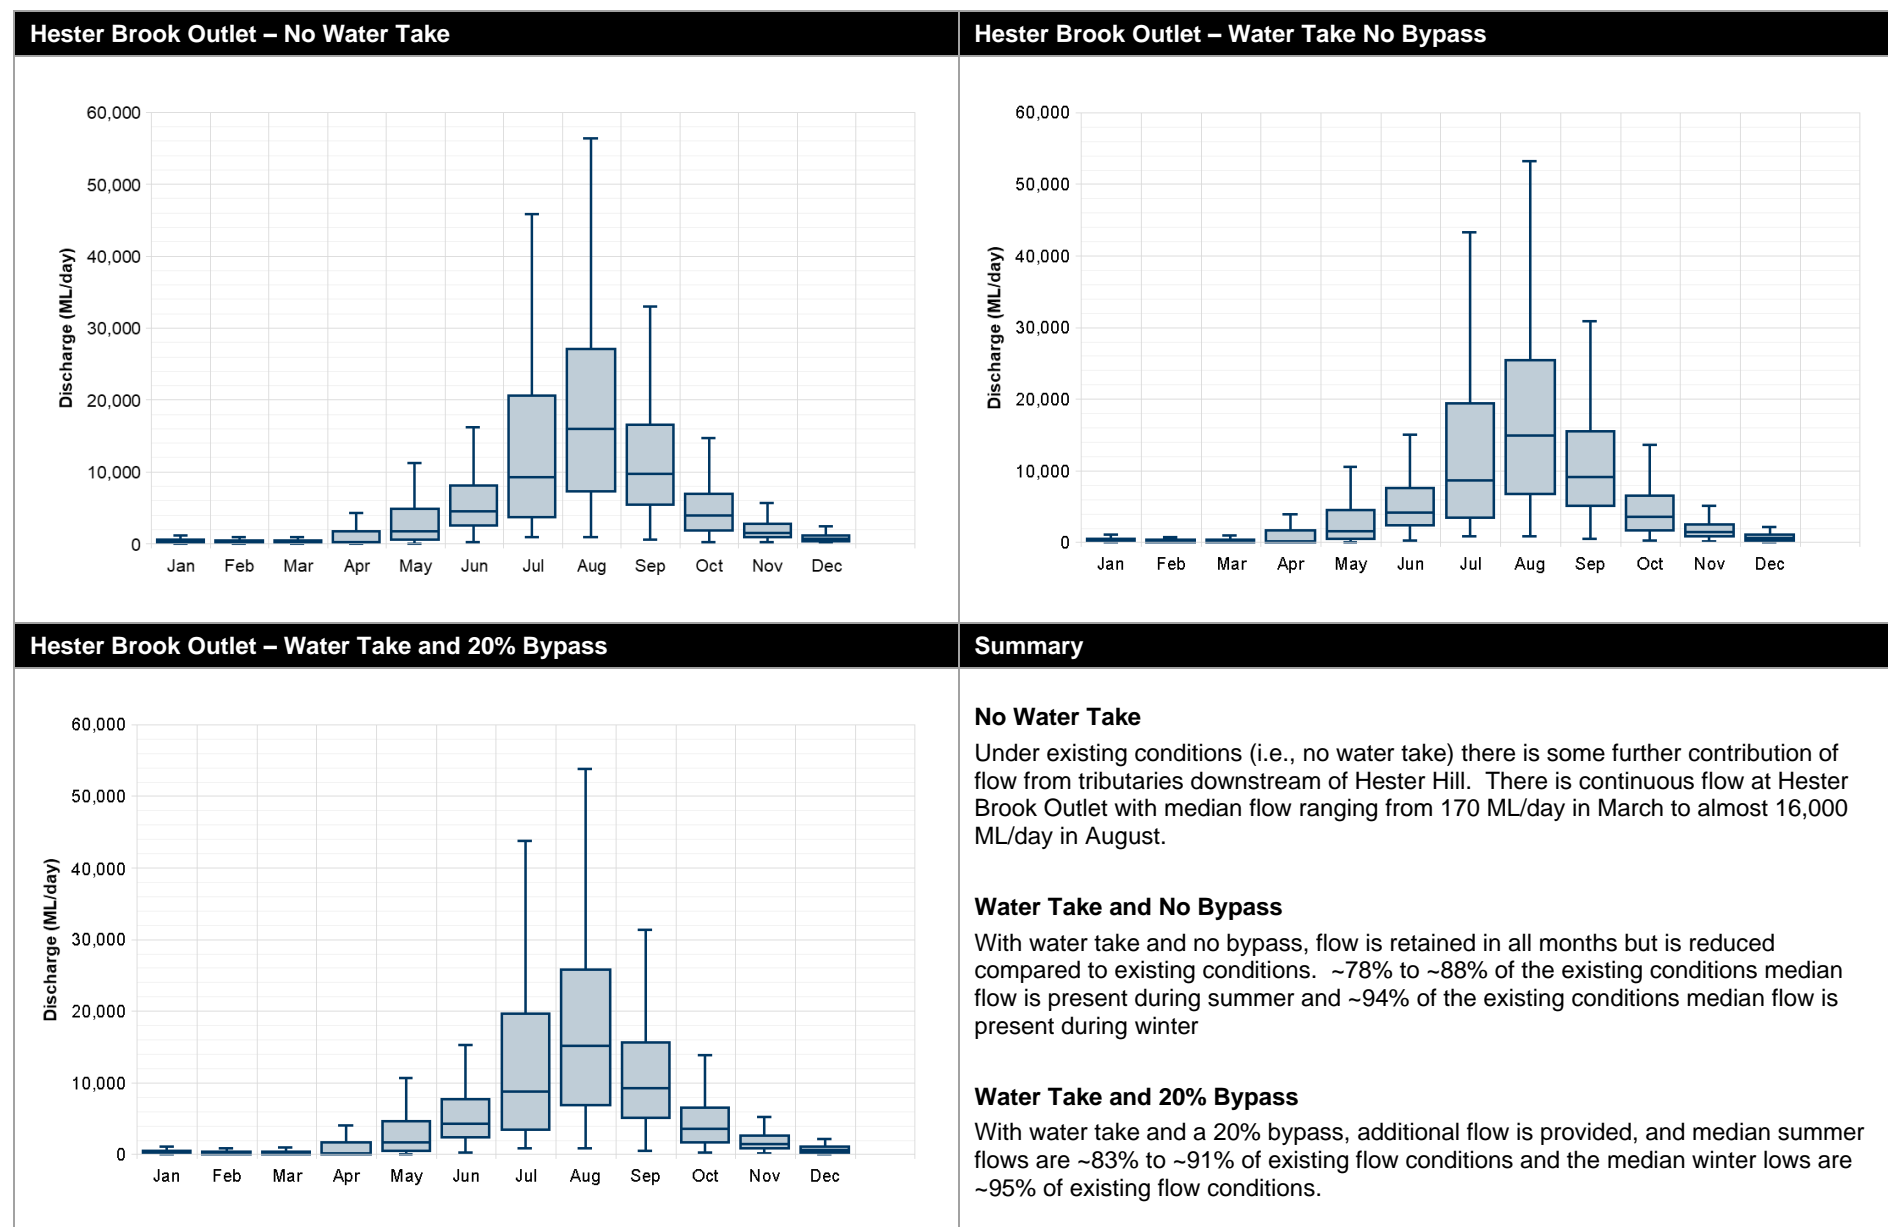 Hester Brook Outlet – No Water Take
60,000
50,000
40,000
30,000
20,000
10,000
0
Discharge (ML/day)
Jan Feb Mar Apr May Jun Jul Aug Sep Oct Nov Dec
Hester Brook Outlet – Water Take No Bypass
60,000
50,000
40,000
30,000
20,000
10,000
0
Discharge (ML/day)
Jan Feb Mar Apr May Jun Jul Aug Sep Oct Nov Dec
Hester Brook Outlet – Water Take and 20% Bypass
60,000
50,000
40,000
30,000
20,000
10,000
0
Discharge (ML/day)
Jan Feb Mar Apr May Jun Jul Aug Sep Oct Nov Dec
Summary
No Water Take
Under existing conditions (i.e., no water take) there is some further contribution of
flow from tributaries downstream of Hester Hill.  There is continuous flow at Hester
Brook Outlet with median flow ranging from 170 ML/day in March to almost 16,000
ML/day in August.
Water Take and No Bypass
With water take and no bypass, flow is retained in all months but is reduced
compared to existing conditions.  ~78% to ~88% of the existing conditions median
flow is present during summer and ~94% of the existing conditions median flow is
present during winter
Water Take and 20% Bypass
With water take and a 20% bypass, additional flow is provided, and median summer
flows are ~83% to ~91% of existing flow conditions and the median winter lows are
~95% of existing flow conditions.